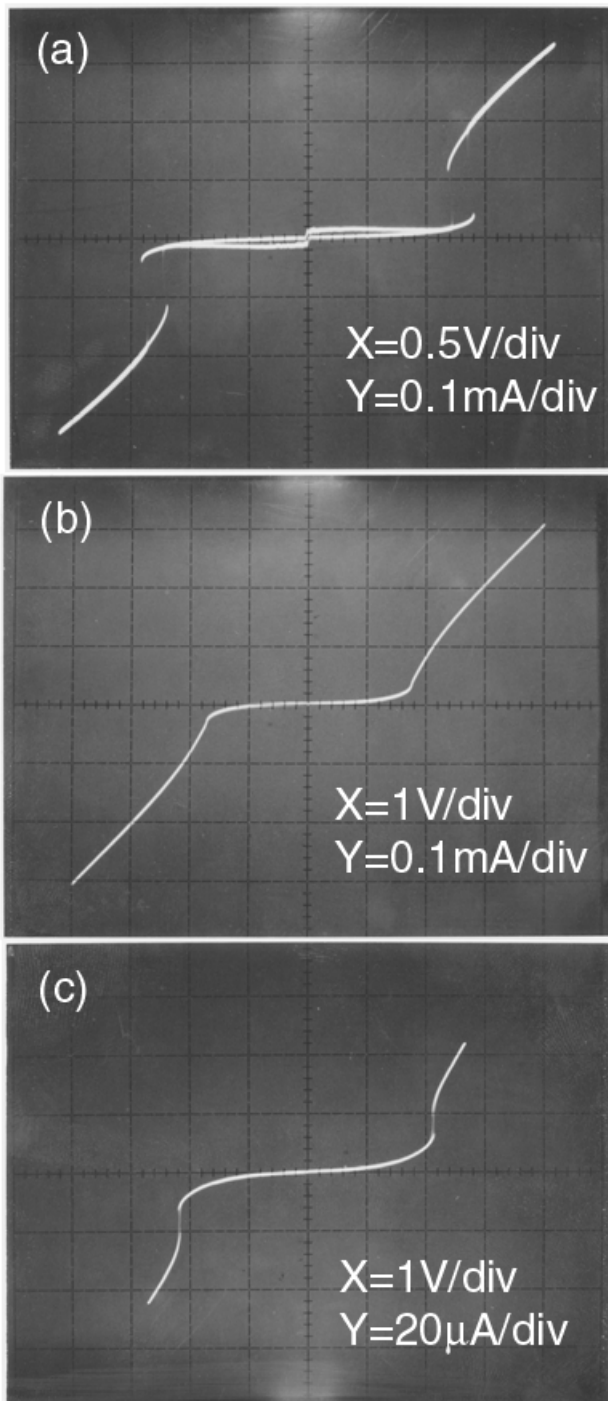 (a)
X=0.5V/div
Y=0.1mA/div
(b)
X=1V/div
Y=0.1mA/div
(c)
X=1V/div
Y=20μA/div